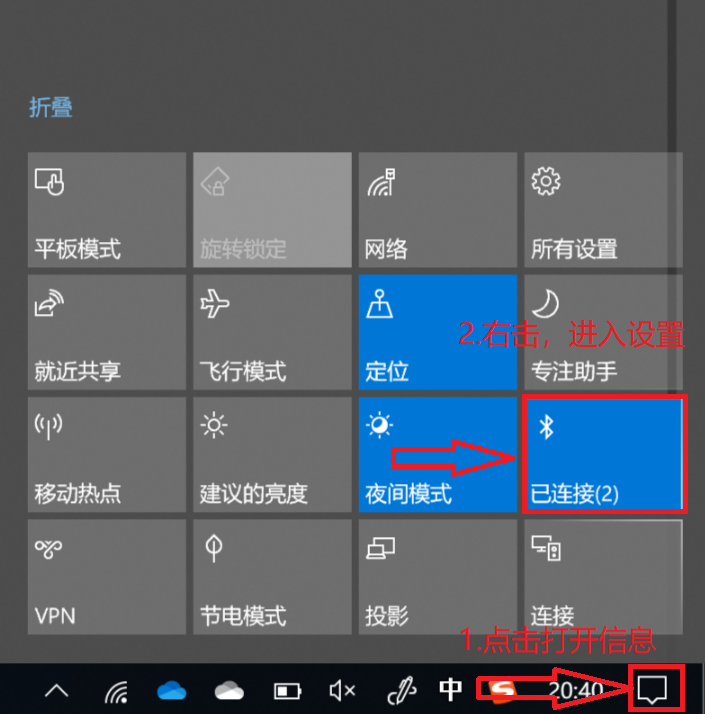 折叠
平板模式
旋转锁定
网络
所有设置
2.右击，进入设置
就近共享
飞行模式
定位
专注助手
移动热点
建议的亮度
夜间模式
已连接(2)
VPN
节电模式
投影
连接
1.点击打开信息
中
S
20:40